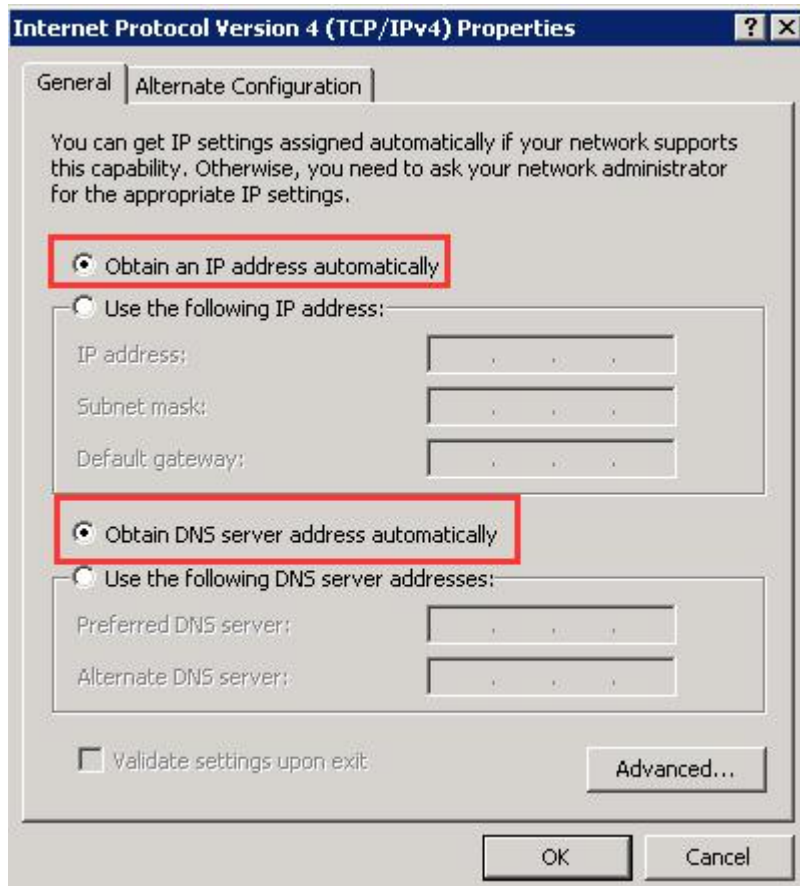 Internet Protocol Version 4 (TCP/IPv4) Properties
General
Alternate Configuration
You can get IP settings assigned automatically if your network supports
this capability. Otherwise, you need to ask your network administrator
for the appropriate IP settings.
Obtain an IP address automatically
Use the following IP address:
IP address:
Subnet mask:
Default gateway:
Obtain DNS server address automatically
Use the following DNS server addresses:
Preferred DNS server:
Alternate DNS server:
Validate settings upon exit
Advanced...
OK
Cancel